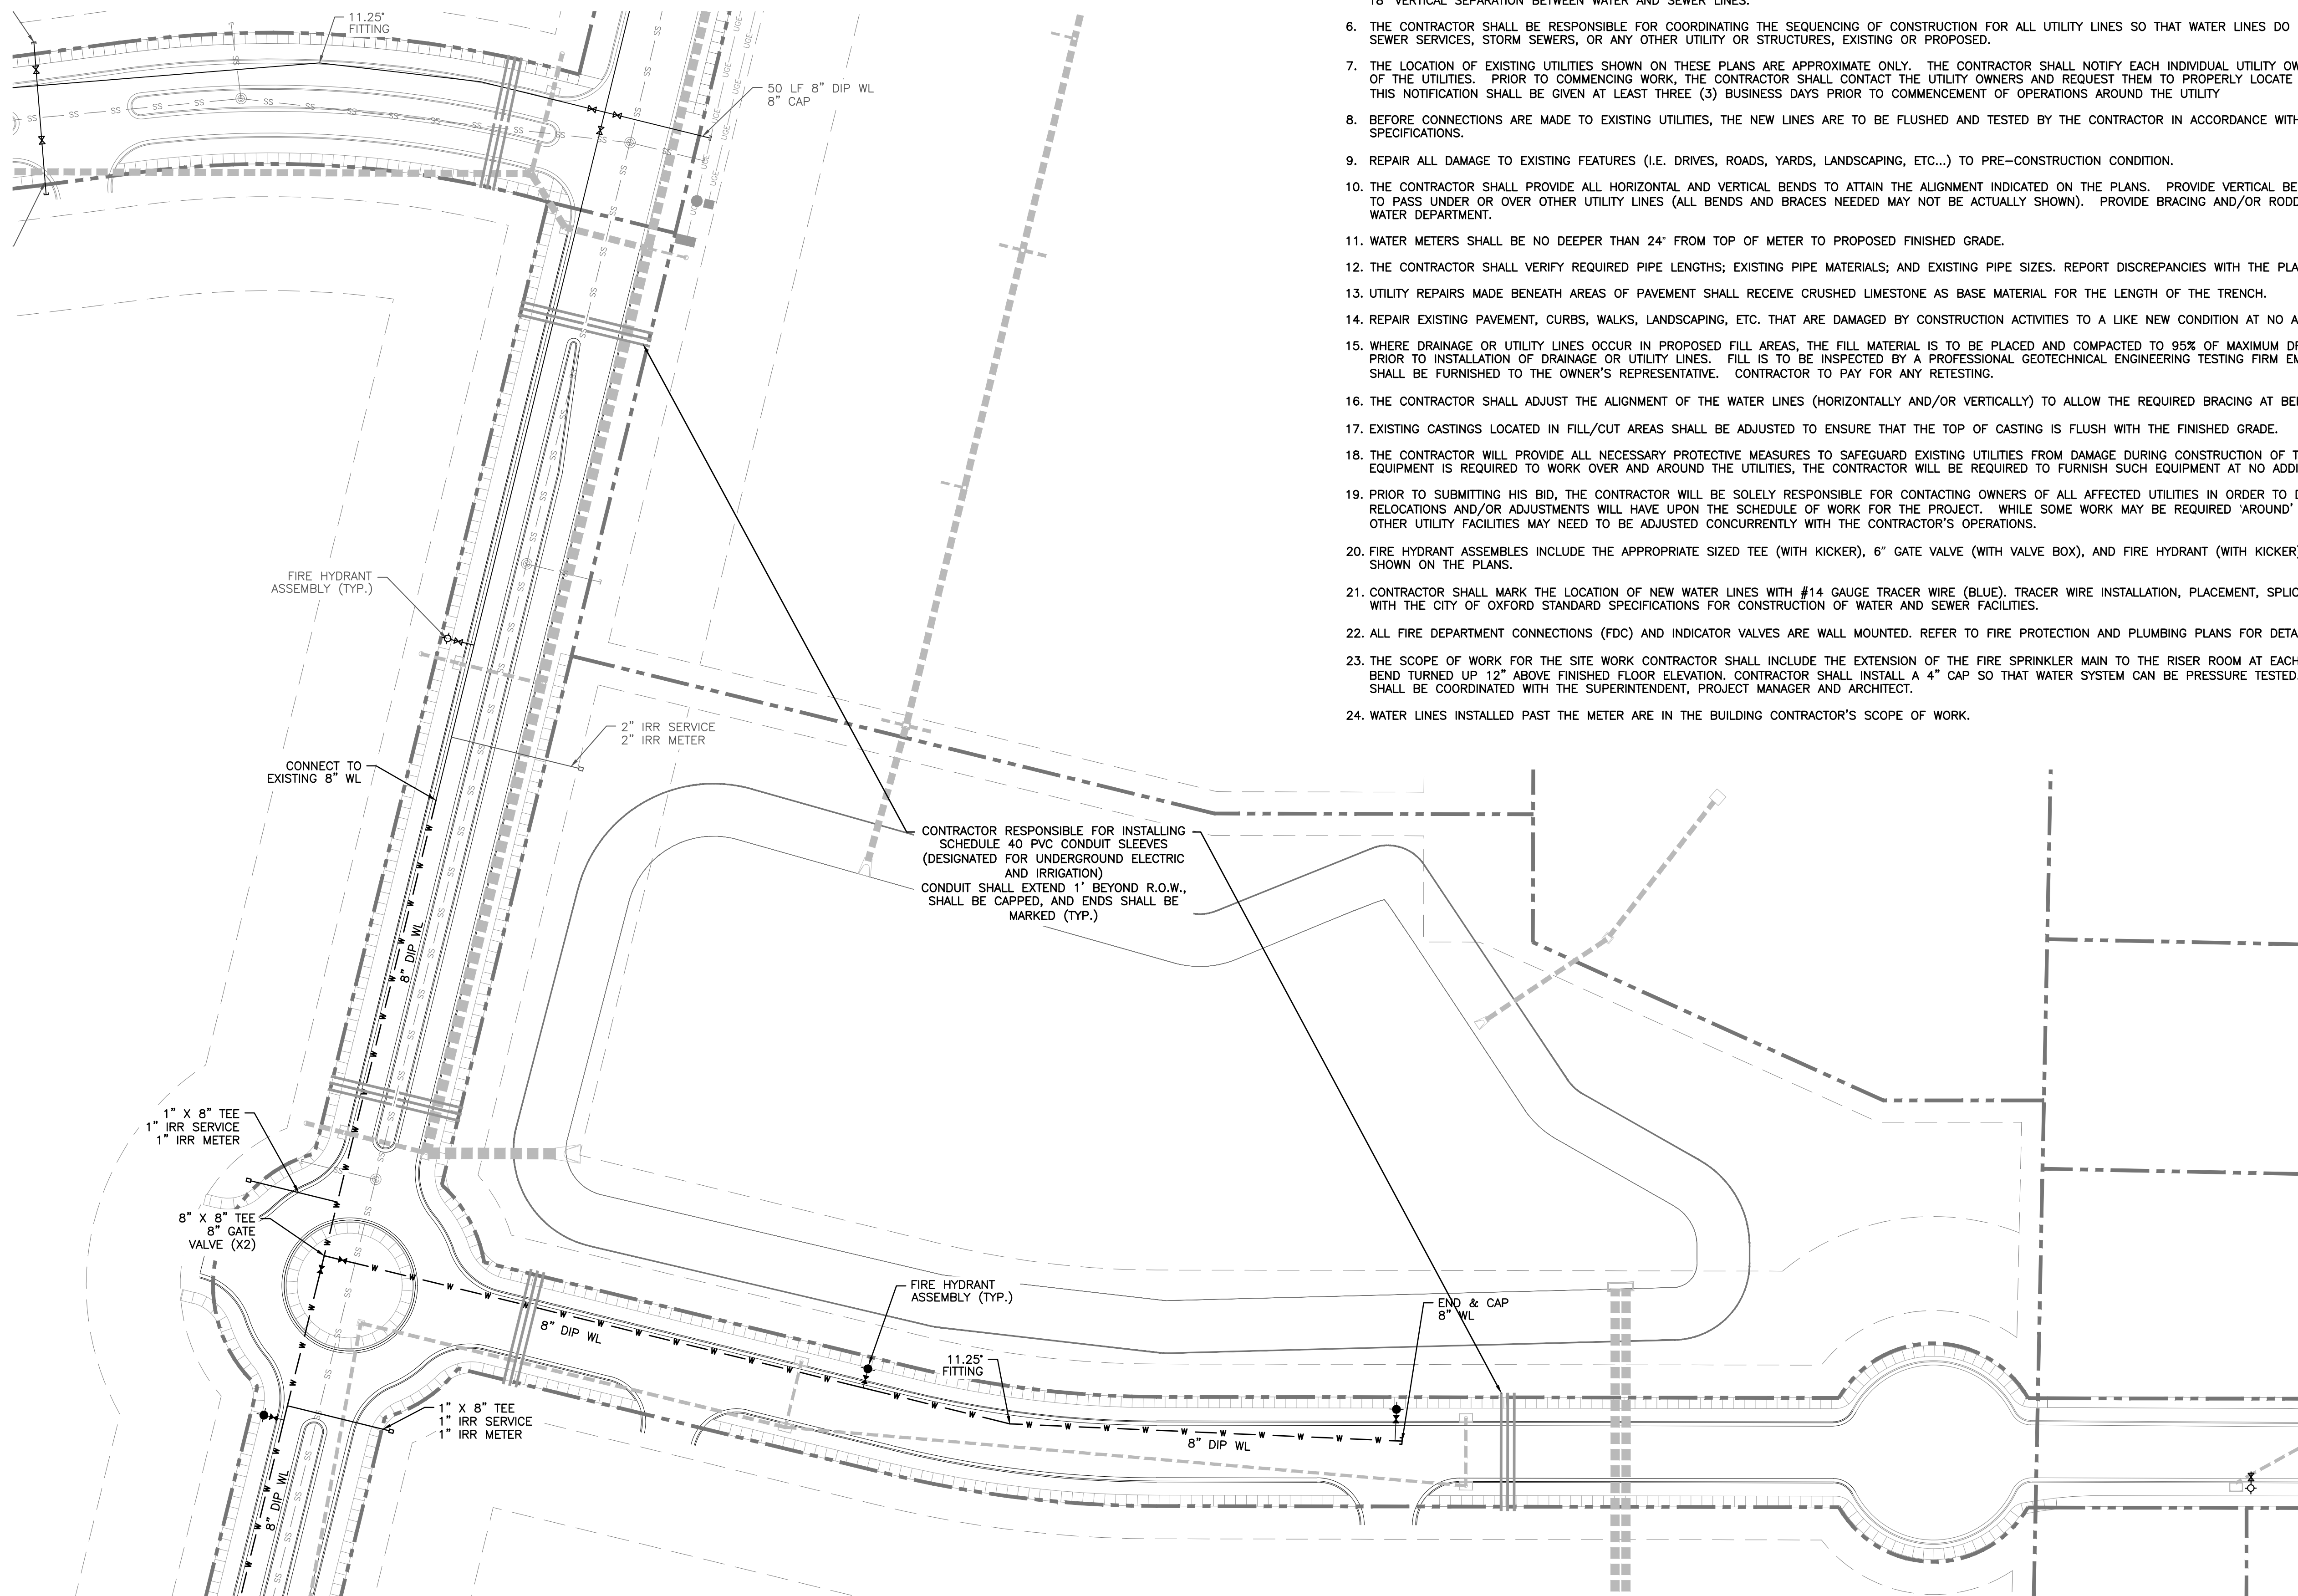 11.25°
FITTING
50 LF 8" DIP WL
8" CAP
FIRE HYDRANT
ASSEMBLY (TYP.)
2" IRR SERVICE
2" IRR METER
CONNECT TO
EXISTING 8" WL
8" DIP WL
CONTRACTOR RESPONSIBLE FOR INSTALLING
SCHEDULE 40 PVC CONDUIT SLEEVES
(DESIGNATED FOR UNDERGROUND ELECTRIC
AND IRRIGATION)
CONDUIT SHALL EXTEND 1' BEYOND R.O.W.,
SHALL BE CAPPED, AND ENDS SHALL BE
MARKED (TYP.)
1" X 8" TEE
1" IRR SERVICE
1" IRR METER
8" X 8" TEE
8" GATE
VALVE (X2)
8" DIP WL
FIRE HYDRANT
ASSEMBLY (TYP.)
11.25°
FITTING
END & CAP
8" WL
8" DIP WL
1" X 8" TEE
1" IRR SERVICE
1" IRR METER
8" DIP WL
18" VERTICAL SEPARATION BETWEEN WATER AND SEWER LINES.
6. THE CONTRACTOR SHALL BE RESPONSIBLE FOR COORDINATING THE SEQUENCING OF CONSTRUCTION FOR ALL UTILITY LINES SO THAT WATER LINES DO
SEWER SERVICES, STORM SEWERS, OR ANY OTHER UTILITY OR STRUCTURES, EXISTING OR PROPOSED.
7. THE LOCATION OF EXISTING UTILITIES SHOWN ON THESE PLANS ARE APPROXIMATE ONLY. THE CONTRACTOR SHALL NOTIFY EACH INDIVIDUAL UTILITY
OF THE UTILITIES. PRIOR TO COMMENCING WORK, THE CONTRACTOR SHALL CONTACT THE UTILITY OWNERS AND REQUEST THEM TO PROPERLY LOCATE
THIS NOTIFICATION SHALL BE GIVEN AT LEAST THREE (3) BUSINESS DAYS PRIOR TO COMMENCEMENT OF OPERATIONS AROUND THE UTILITY
8. BEFORE CONNECTIONS ARE MADE TO EXISTING UTILITIES, THE NEW LINES ARE TO BE FLUSHED AND TESTED BY THE CONTRACTOR IN ACCORDANCE WITH
SPECIFICATIONS.
9. REPAIR ALL DAMAGE TO EXISTING FEATURES (I.E. DRIVES, ROADS, YARDS, LANDSCAPING, ETC...) TO PRE-CONSTRUCTION CONDITION.
10. THE CONTRACTOR SHALL PROVIDE ALL HORIZONTAL AND VERTICAL BENDS TO ATTAIN THE ALIGNMENT INDICATED ON THE PLANS. PROVIDE VERTICAL
TO PASS UNDER OR OVER OTHER UTILITY LINES (ALL BENDS AND BRACES NEEDED MAY NOT BE ACTUALLY SHOWN). PROVIDE BRACING AND/OR
WATER DEPARTMENT.
11. WATER METERS SHALL BE NO DEEPER THAN 24" FROM TOP OF METER TO PROPOSED FINISHED GRADE.
12. THE CONTRACTOR SHALL VERIFY REQUIRED PIPE LENGTHS; EXISTING PIPE MATERIALS; AND EXISTING PIPE SIZES. REPORT DISCREPANCIES WITH THE
13. UTILITY REPAIRS MADE BENEATH AREAS OF PAVEMENT SHALL RECEIVE CRUSHED LIMESTONE AS BASE MATERIAL FOR THE LENGTH OF THE TRENCH.
14. REPAIR EXISTING PAVEMENT, CURBS, WALKS, LANDSCAPING, ETC. THAT ARE DAMAGED BY CONSTRUCTION ACTIVITIES TO A LIKE NEW CONDITION AT NO
15. WHERE DRAINAGE OR UTILITY LINES OCCUR IN PROPOSED FILL AREAS, THE FILL MATERIAL IS TO BE PLACED AND COMPACTED TO 95% OF MAXIMUM
PRIOR TO INSTALLATION OF DRAINAGE OR UTILITY LINES. FILL IS TO BE INSPECTED BY A PROFESSIONAL GEOTECHNICAL ENGINEERING TESTING FIRM
SHALL BE FURNISHED TO THE OWNER'S REPRESENTATIVE. CONTRACTOR TO PAY FOR ANY RETESTING.
16. THE CONTRACTOR SHALL ADJUST THE ALIGNMENT OF THE WATER LINES (HORIZONTALLY AND/OR VERTICALLY) TO ALLOW THE REQUIRED BRACING AT
17. EXISTING CASTINGS LOCATED IN FILL/CUT AREAS SHALL BE ADJUSTED TO ENSURE THAT THE TOP OF CASTING IS FLUSH WITH THE FINISHED GRADE.
18. THE CONTRACTOR WILL PROVIDE ALL NECESSARY PROTECTIVE MEASURES TO SAFEGUARD EXISTING UTILITIES FROM DAMAGE DURING CONSTRUCTION OF
EQUIPMENT IS REQUIRED TO WORK OVER AND AROUND THE UTILITIES, THE CONTRACTOR WILL BE REQUIRED TO FURNISH SUCH EQUIPMENT AT NO
19. PRIOR TO SUBMITTING HIS BID, THE CONTRACTOR WILL BE SOLELY RESPONSIBLE FOR CONTACTING OWNERS OF ALL AFFECTED UTILITIES IN ORDER TO
RELOCATIONS AND/OR ADJUSTMENTS WILL HAVE UPON THE SCHEDULE OF WORK FOR THE PROJECT. WHILE SOME WORK MAY BE REQUIRED 'AROUND'
OTHER UTILITY FACILITIES MAY NEED TO BE ADJUSTED CONCURRENTLY WITH THE CONTRACTOR'S OPERATIONS.
20. FIRE HYDRANT ASSEMBLES INCLUDE THE APPROPRIATE SIZED TEE (WITH KICKER), 6" GATE VALVE (WITH VALVE BOX), AND FIRE HYDRANT (WITH KICKER)
SHOWN ON THE PLANS.
21. CONTRACTOR SHALL MARK THE LOCATION OF NEW WATER LINES WITH #14 GAUGE TRACER WIRE (BLUE). TRACER WIRE INSTALLATION, PLACEMENT,
WITH THE CITY OF OXFORD STANDARD SPECIFICATIONS FOR CONSTRUCTION OF WATER AND SEWER FACILITIES.
22. ALL FIRE DEPARTMENT CONNECTIONS (FDC) AND INDICATOR VALVES ARE WALL MOUNTED. REFER TO FIRE PROTECTION AND PLUMBING PLANS FOR
23. THE SCOPE OF WORK FOR THE SITE WORK CONTRACTOR SHALL INCLUDE THE EXTENSION OF THE FIRE SPRINKLER MAIN TO THE RISER ROOM AT EACH
BEND TURNED UP 12" ABOVE FINISHED FLOOR ELEVATION. CONTRACTOR SHALL INSTALL A 4" CAP SO THAT WATER SYSTEM CAN BE PRESSURE TESTED.
SHALL BE COORDINATED WITH THE SUPERINTENDENT, PROJECT MANAGER AND ARCHITECT.
24. WATER LINES INSTALLED PAST THE METER ARE IN THE BUILDING CONTRACTOR'S SCOPE OF WORK.